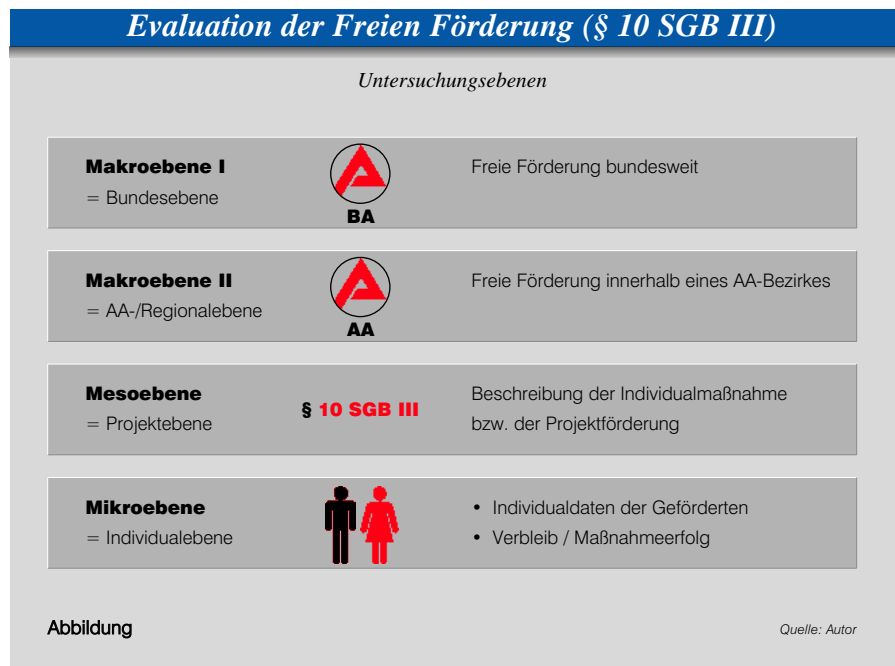 Evaluation der Freien Förderung (§ 10 SGB III)
Untersuchungsebenen
Makroebene I
= Bundesebene
BA
Freie Förderung bundesweit
Makroebene II
= AA-/Regionalebene
AA
Freie Förderung innerhalb eines AA-Bezirkes
Mesoebene
= Projektebene
§ 10 SGB III
Beschreibung der Individualmaßnahme
bzw. der Projektförderung
Mikroebene
= Individualebene
• Individualdaten der Geförderten
• Verbleib / Maßnahmeerfolg
Abbildung
Quelle: Autor